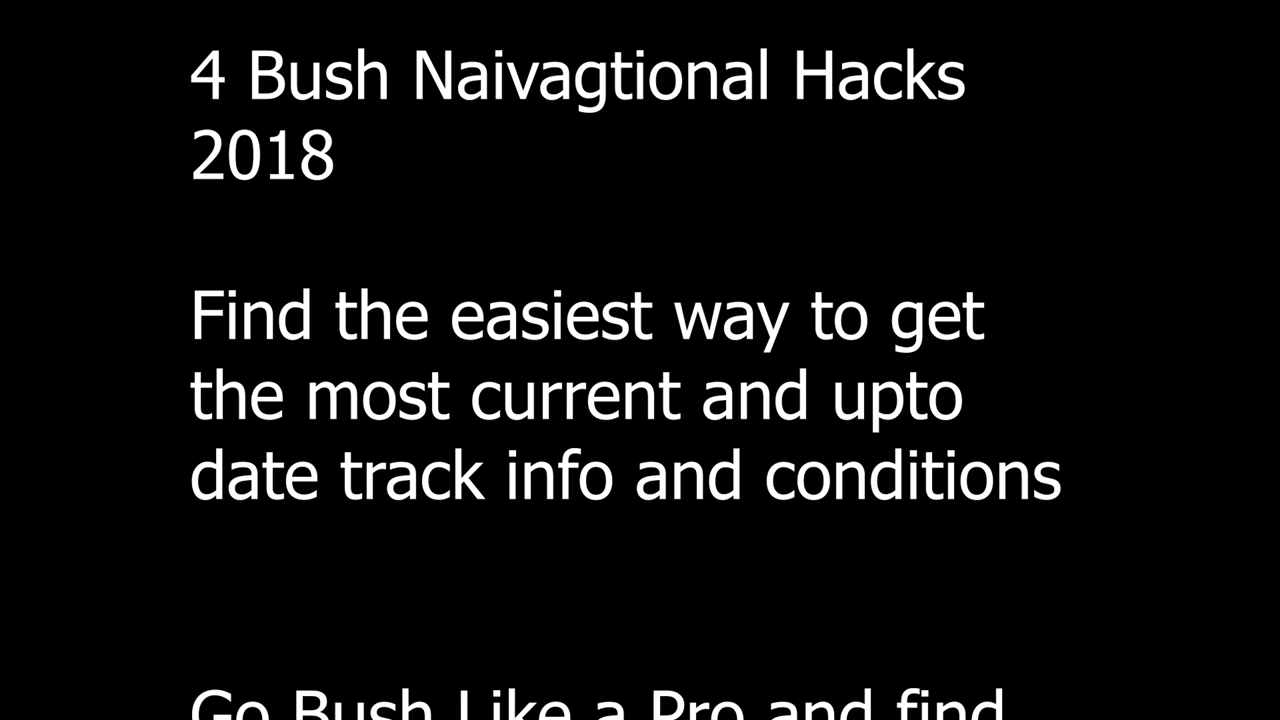 4 Bush Naivagtional Hacks
2018
Find the easiest way to get
the most current and upto
date track info and conditions
Go Bush Like a Pro and find